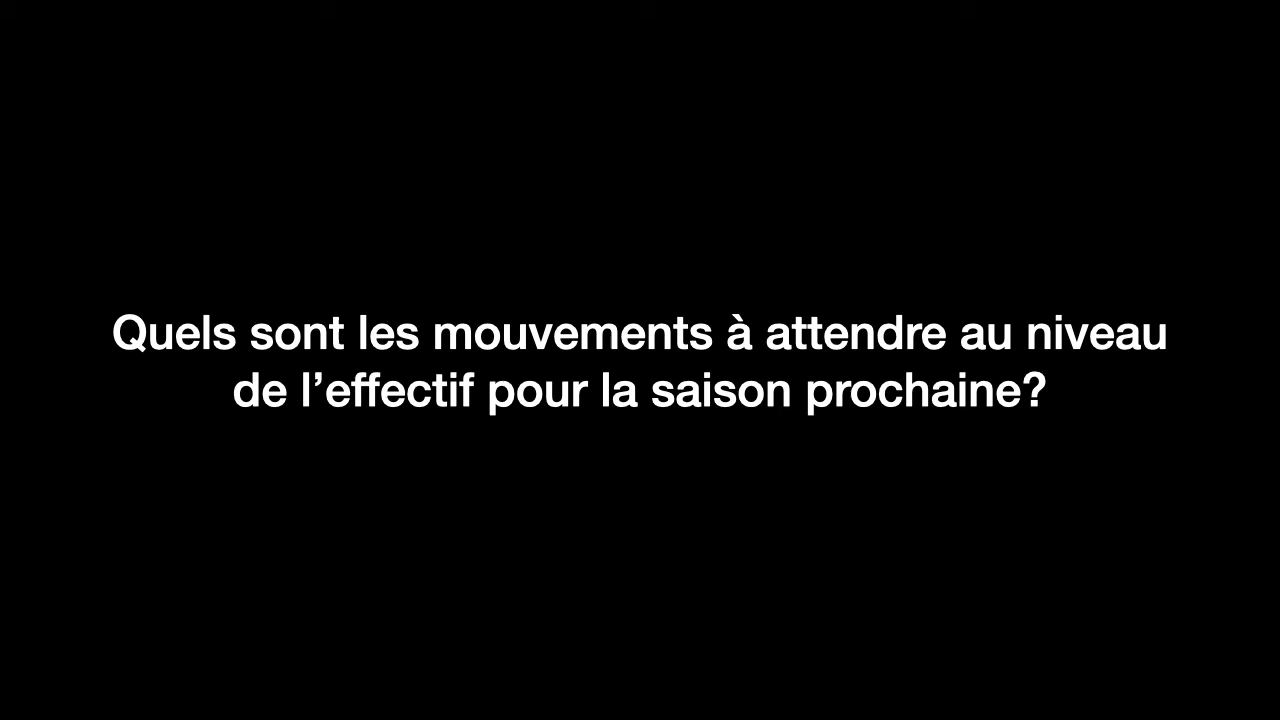 Quels sont les mouvements à attendre au niveau
de l’effectif pour la saison prochaine?